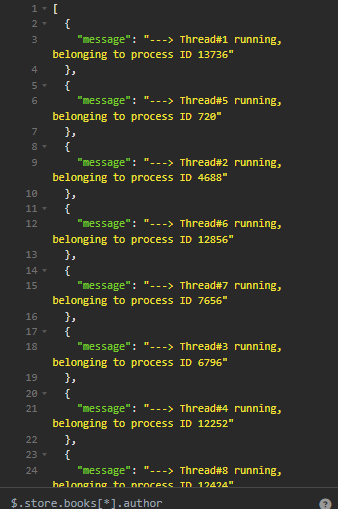 1 [
2 {
3 "message": "---> Thread#1 running,
belonging to process ID 13736"
4 },
5 {
6 "message": "---> Thread#5 running,
belonging to process ID 720"
7 },
8 {
9 "message": "---> Thread#2 running,
belonging to process ID 4688"
10 },
11 {
12 "message": "---> Thread#6 running,
belonging to process ID 12856"
13 },
14 {
15 "message": "---> Thread#7 running,
belonging to process ID 7656"
16 },
17 {
18 "message": "---> Thread#3 running,
belonging to process ID 6796"
19 },
20 {
21 "message": "---> Thread#4 running,
belonging to process ID 12252"
22 },
23 {
24 "message": "---> Thread#8 running,
belonging to process ID 12424"
$.store.books[*].author
?